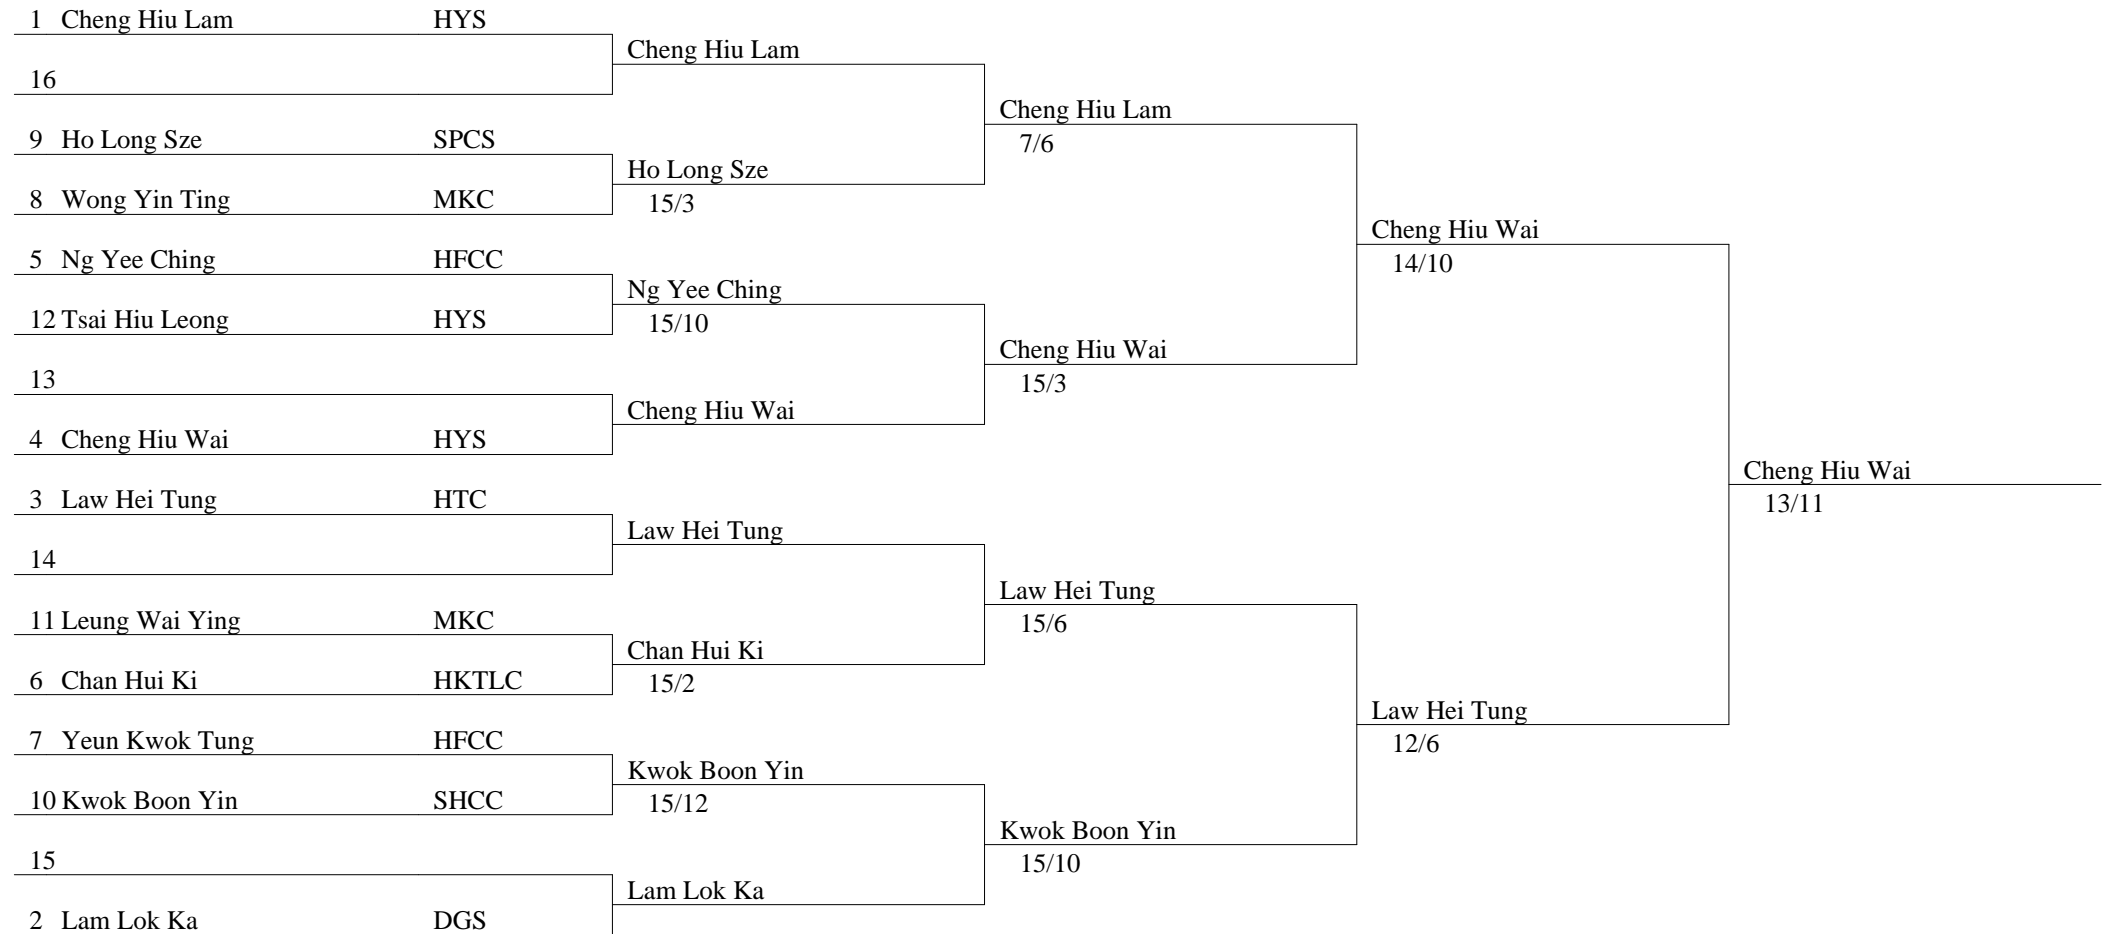 1 Cheng Hiu Lam HYS
Cheng Hiu Lam
16
Cheng Hiu Lam
7/6
9 Ho Long Sze SPCS
Ho Long Sze
15/3
8 Wong Yin Ting MKC
Cheng Hiu Wai
14/10
5 Ng Yee Ching HFCC
Ng Yee Ching
15/10
12 Tsai Hiu Leong HYS
Cheng Hiu Wai
15/3
13
Cheng Hiu Wai
4 Cheng Hiu Wai HYS
Cheng Hiu Wai
13/11
3 Law Hei Tung HTC
Law Hei Tung
14
Law Hei Tung
15/6
11 Leung Wai Ying MKC
Chan Hui Ki
15/2
6 Chan Hui Ki HKTLC
Law Hei Tung
12/6
7 Yeun Kwok Tung HFCC
Kwok Boon Yin
15/12
10 Kwok Boon Yin SHCC
Kwok Boon Yin
15/10
15
Lam Lok Ka
2 Lam Lok Ka DGS